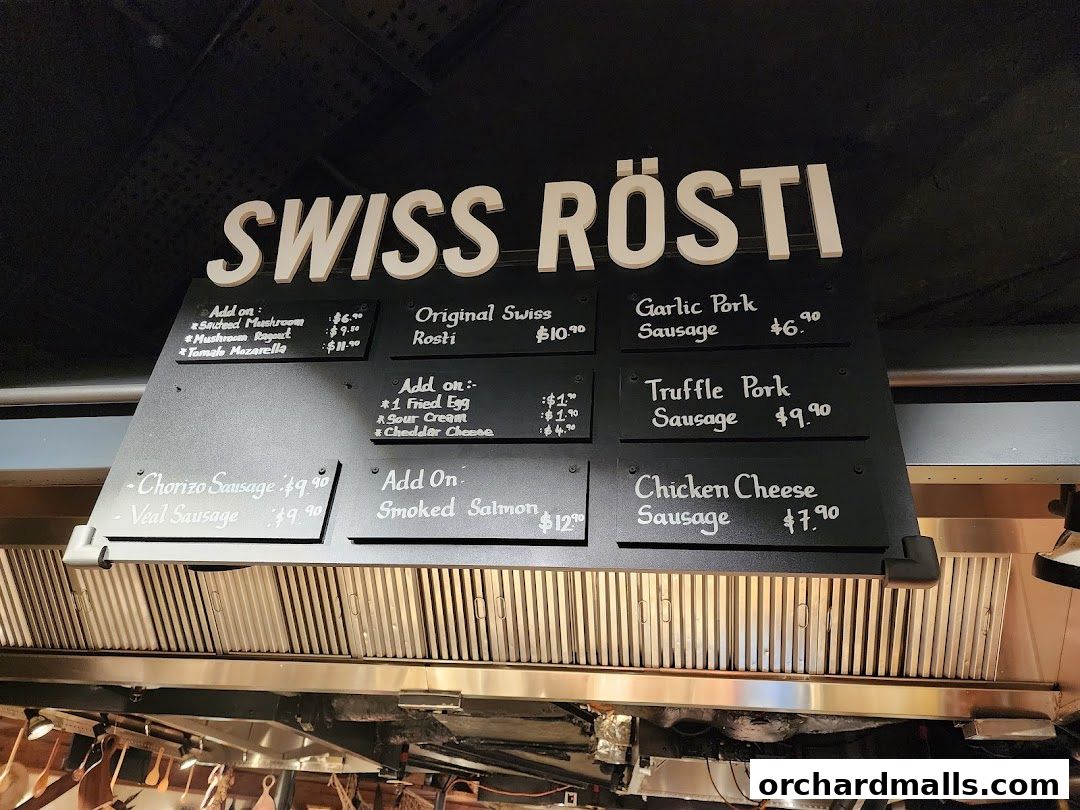 SWISS RÖSTI
Add on :
*Sauteed Mushroom :$6.90
*Mushroom Ragout :$9.50
*Tomato Mozarella :$11.90
Original Swiss
Rosti $10.90
Garlic Pork
Sausage $6.90
Add on :-
*1 Fried Egg :$1.90
*Sour Cream :$1.90
*Cheddar Cheese :$4.90
Truffle Pork
Sausage $9.90
- Chorizo Sausage :$9.90
- Veal Sausage :$9.90
Add On:
Smoked Salmon $12.90
Chicken Cheese
Sausage $7.90
orchardmalls.com